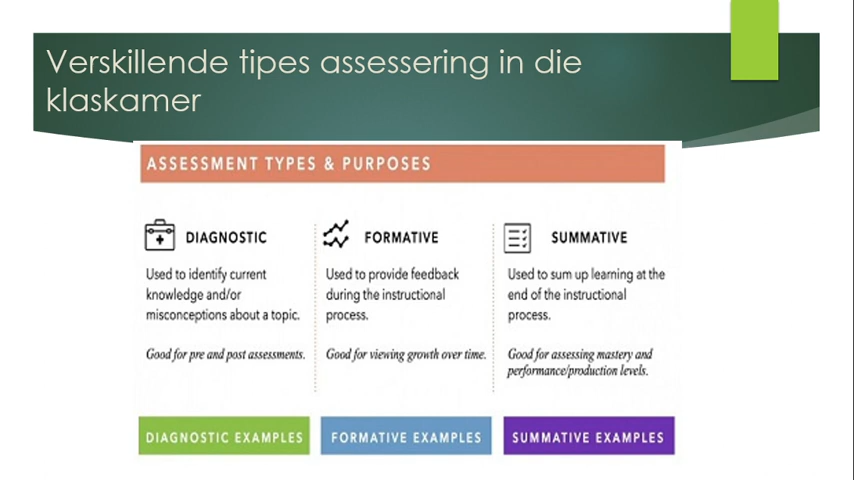 Verskillende tipes assessering in die
klaskamer
ASSESSMENT TYPES & PURPOSES
DIAGNOSTIC
Used to identify current
knowledge and/or
misconceptions about a topic.
Good for pre and post assessments.
FORMATIVE
Used to provide feedback
during the instructional
process.
Good for viewing growth over time.
SUMMATIVE
Used to sum up learning at the
end of the instructional
process.
Good for assessing mastery and
performance/production levels.
DIAGNOSTIC EXAMPLES
FORMATIVE EXAMPLES
SUMMATIVE EXAMPLES